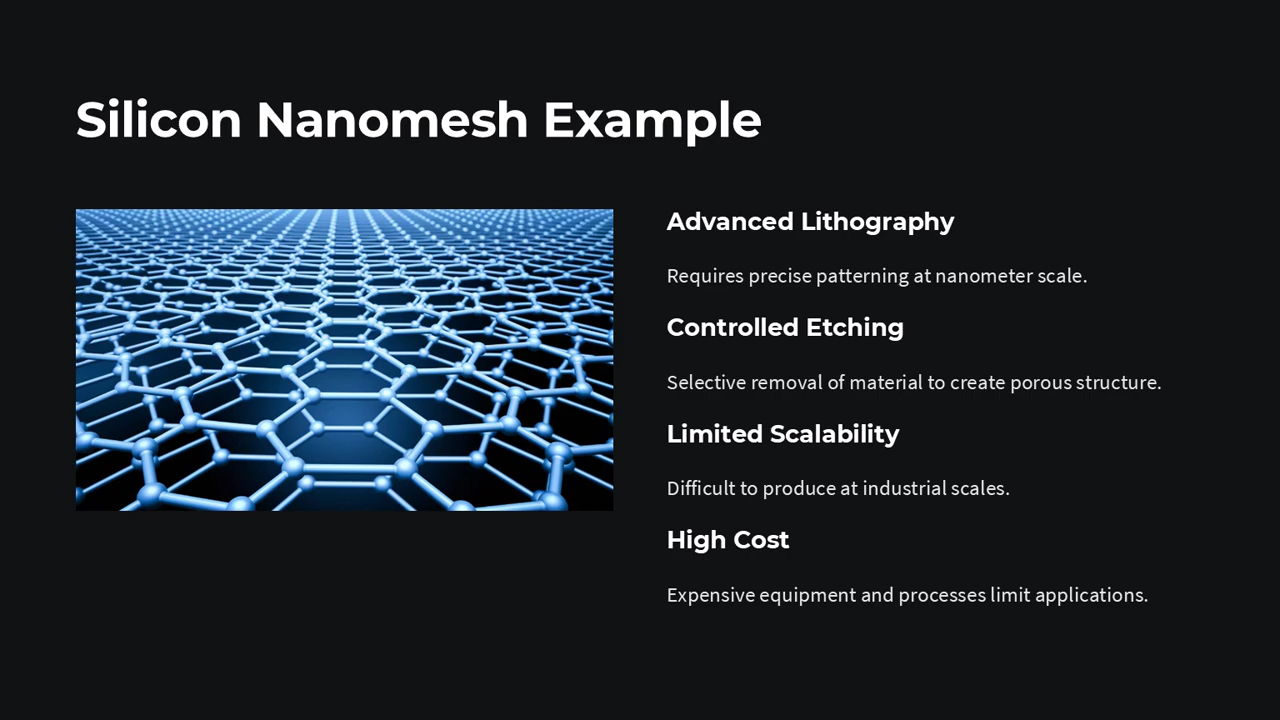 Silicon Nanomesh Example
Advanced Lithography
Requires precise patterning at nanometer scale.
Controlled Etching
Selective removal of material to create porous structure.
Limited Scalability
Difficult to produce at industrial scales.
High Cost
Expensive equipment and processes limit applications.